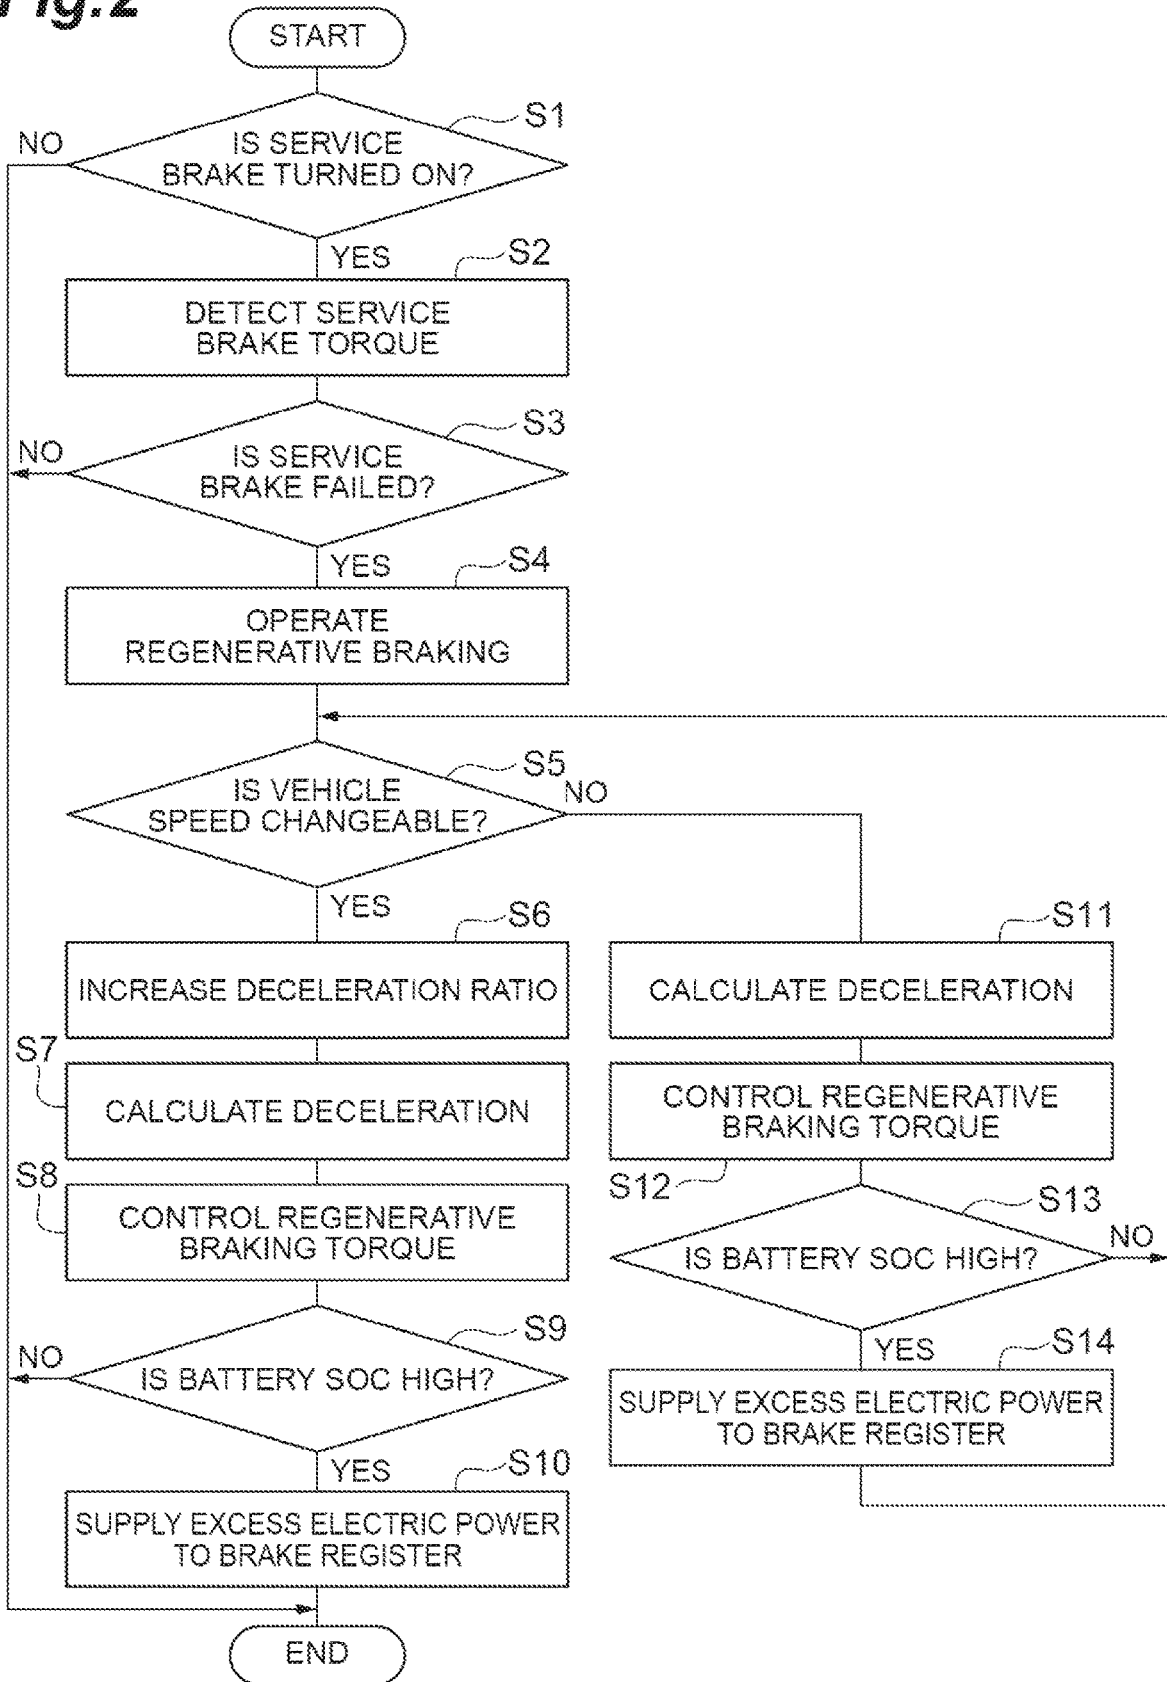 Fig.2
START
S1
NO
IS SERVICE
BRAKE TURNED ON?
YES
S2
DETECT SERVICE
BRAKE TORQUE
S3
NO
IS SERVICE
BRAKE FAILED?
YES
S4
OPERATE
REGENERATIVE BRAKING
S5
NO
IS VEHICLE
SPEED CHANGEABLE?
YES
S6
INCREASE DECELERATION RATIO
S7
CALCULATE DECELERATION
S8
CONTROL REGENERATIVE
BRAKING TORQUE
S9
NO
IS BATTERY SOC HIGH?
YES
S10
SUPPLY EXCESS ELECTRIC POWER
TO BRAKE REGISTER
END
S11
CALCULATE DECELERATION
CONTROL REGENERATIVE
BRAKING TORQUE
S12
S13
IS BATTERY SOC HIGH?
NO
YES
S14
SUPPLY EXCESS ELECTRIC POWER
TO BRAKE REGISTER